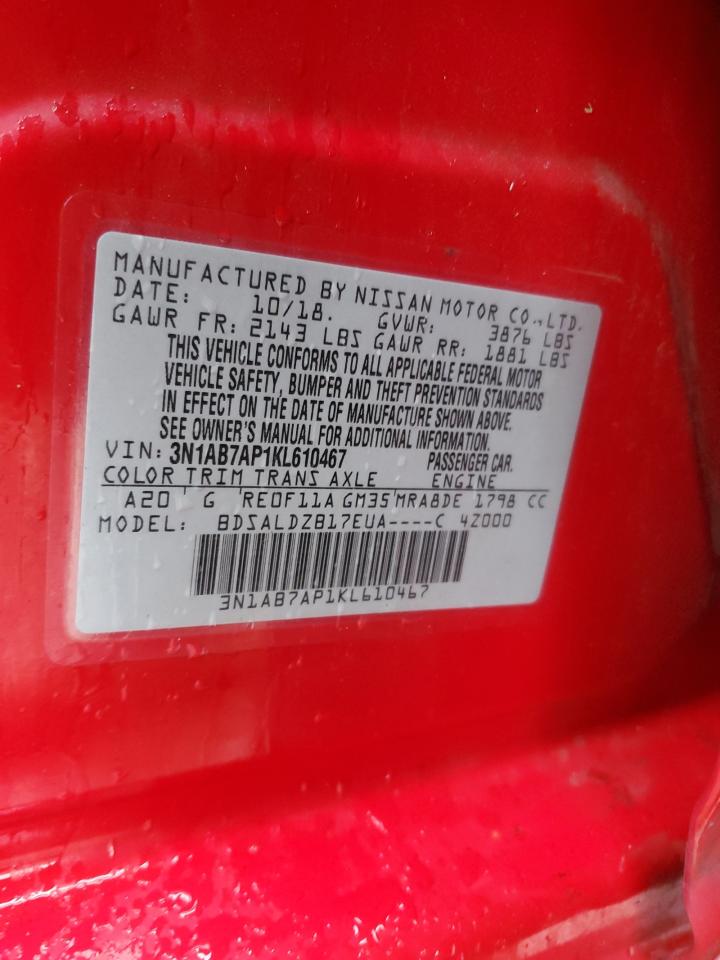 MANUFACTURED BY NISSAN MOTOR CO.,LTD.
DATE: 10/18. GVWR: 3876 LBS
GAWR FR: 2143 LBS GAWR RR: 1881 LBS
THIS VEHICLE CONFORMS TO ALL APPLICABLE FEDERAL MOTOR
VEHICLE SAFETY, BUMPER AND THEFT PREVENTION STANDARDS
IN EFFECT ON THE DATE OF MANUFACTURE SHOWN ABOVE.
SEE OWNER'S MANUAL FOR ADDITIONAL INFORMATION.
VIN: 3N1AB7AP1KL610467 PASSENGER CAR.
COLOR TRIM TRANS AXLE ENGINE
A20 G RE0F11A GM35 MRA8DE 1798 CC
MODEL: BDSALDZB17EUA----C 4Z000
3N1AB7AP1KL610467